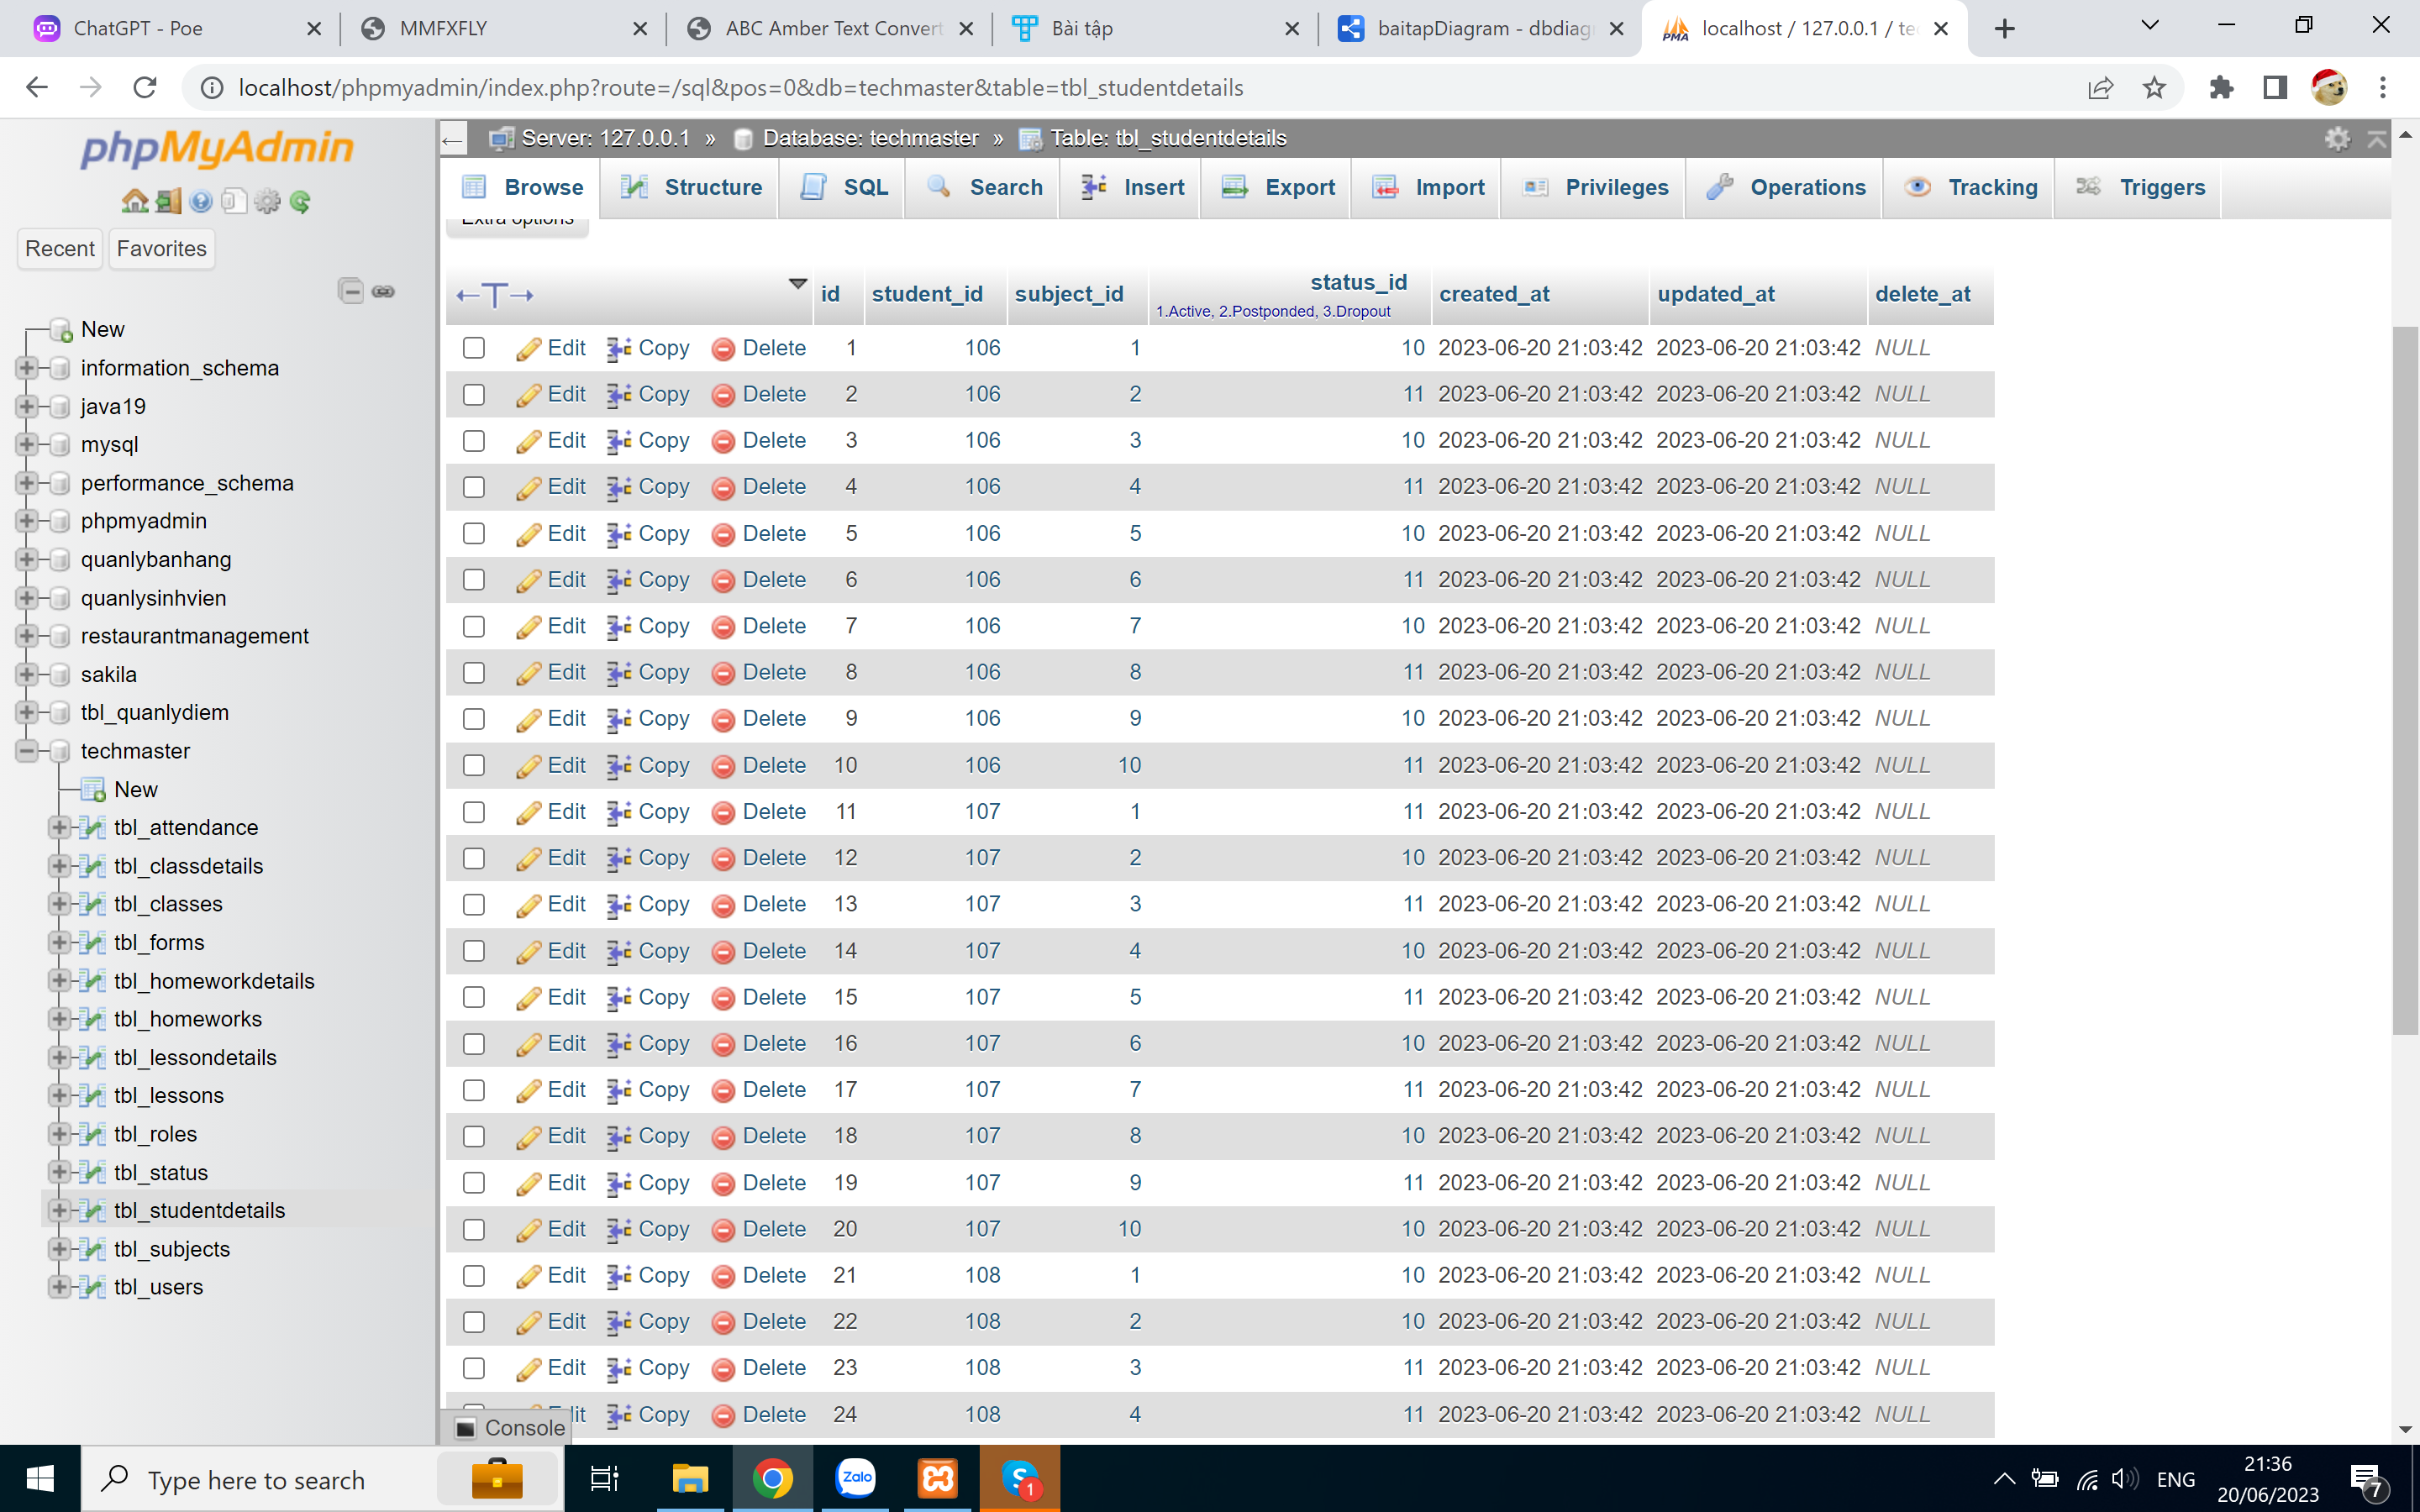 ChatGPT - Poe
MMFXFLY
ABC Amber Text Convert
Bài tập
baitapDiagram - dbdiag
localhost / 127.0.0.1 / te
localhost/phpmyadmin/index.php?route=/sql&pos=0&db=techmaster&table=tbl_studentdetails
phpMyAdmin
Recent Favorites
New
information_schema
java19
mysql
performance_schema
phpmyadmin
quanlybanhang
quanlysinhvien
restaurantmanagement
sakila
tbl_quanlydiem
techmaster
New
tbl_attendance
tbl_classdetails
tbl_classes
tbl_forms
tbl_homeworkdetails
tbl_homeworks
tbl_lessondetails
tbl_lessons
tbl_roles
tbl_status
tbl_studentdetails
tbl_subjects
tbl_users
Server: 127.0.0.1 » Database: techmaster » Table: tbl_studentdetails
Browse Structure SQL Search Insert Export Import Privileges Operations Tracking Triggers
Extra options
id student_id subject_id status_id created_at updated_at delete_at
1.Active, 2.Postponded, 3.Dropout
Edit Copy Delete 1 106 1 10 2023-06-20 21:03:42 2023-06-20 21:03:42 NULL
Edit Copy Delete 2 106 2 11 2023-06-20 21:03:42 2023-06-20 21:03:42 NULL
Edit Copy Delete 3 106 3 10 2023-06-20 21:03:42 2023-06-20 21:03:42 NULL
Edit Copy Delete 4 106 4 11 2023-06-20 21:03:42 2023-06-20 21:03:42 NULL
Edit Copy Delete 5 106 5 10 2023-06-20 21:03:42 2023-06-20 21:03:42 NULL
Edit Copy Delete 6 106 6 11 2023-06-20 21:03:42 2023-06-20 21:03:42 NULL
Edit Copy Delete 7 106 7 10 2023-06-20 21:03:42 2023-06-20 21:03:42 NULL
Edit Copy Delete 8 106 8 11 2023-06-20 21:03:42 2023-06-20 21:03:42 NULL
Edit Copy Delete 9 106 9 10 2023-06-20 21:03:42 2023-06-20 21:03:42 NULL
Edit Copy Delete 10 106 10 11 2023-06-20 21:03:42 2023-06-20 21:03:42 NULL
Edit Copy Delete 11 107 1 11 2023-06-20 21:03:42 2023-06-20 21:03:42 NULL
Edit Copy Delete 12 107 2 10 2023-06-20 21:03:42 2023-06-20 21:03:42 NULL
Edit Copy Delete 13 107 3 11 2023-06-20 21:03:42 2023-06-20 21:03:42 NULL
Edit Copy Delete 14 107 4 10 2023-06-20 21:03:42 2023-06-20 21:03:42 NULL
Edit Copy Delete 15 107 5 11 2023-06-20 21:03:42 2023-06-20 21:03:42 NULL
Edit Copy Delete 16 107 6 10 2023-06-20 21:03:42 2023-06-20 21:03:42 NULL
Edit Copy Delete 17 107 7 11 2023-06-20 21:03:42 2023-06-20 21:03:42 NULL
Edit Copy Delete 18 107 8 10 2023-06-20 21:03:42 2023-06-20 21:03:42 NULL
Edit Copy Delete 19 107 9 11 2023-06-20 21:03:42 2023-06-20 21:03:42 NULL
Edit Copy Delete 20 107 10 10 2023-06-20 21:03:42 2023-06-20 21:03:42 NULL
Edit Copy Delete 21 108 1 10 2023-06-20 21:03:42 2023-06-20 21:03:42 NULL
Edit Copy Delete 22 108 2 10 2023-06-20 21:03:42 2023-06-20 21:03:42 NULL
Edit Copy Delete 23 108 3 11 2023-06-20 21:03:42 2023-06-20 21:03:42 NULL
Copy Delete 24 108 4 11 2023-06-20 21:03:42 2023-06-20 21:03:42 NULL
Console
Type here to search
Zalo
1
ENG
21:36
20/06/2023
7